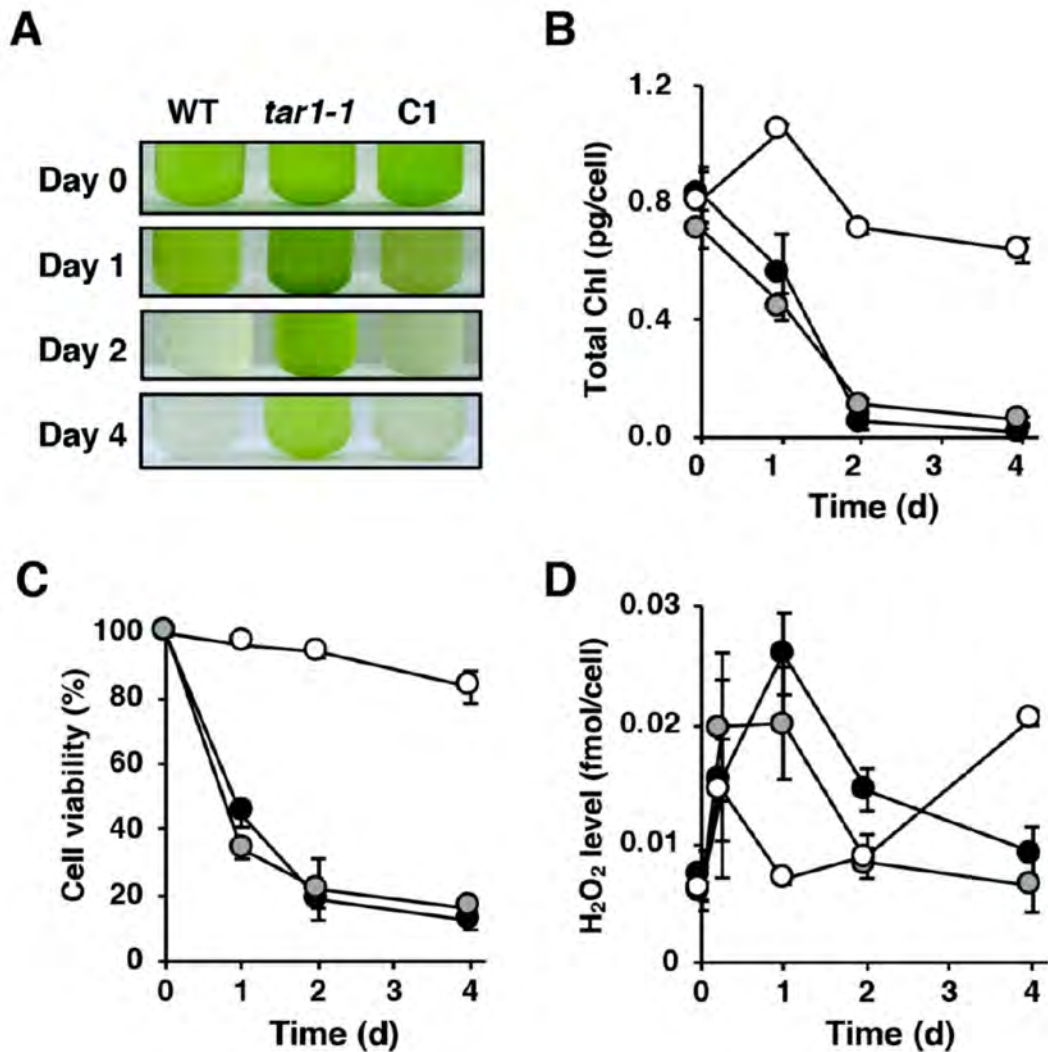 A
WT tar1-1 C1
Day 0
Day 1
Day 2
Day 4
B
Total Chl (pg/cell)
1.2
0.8
0.4
0.0
0 1 2 3 4
Time (d)
C
Cell viability (%)
100
80
60
40
20
0
0 1 2 3 4
Time (d)
D
H₂O₂ level (fmol/cell)
0.03
0.02
0.01
0
0 1 2 3 4
Time (d)